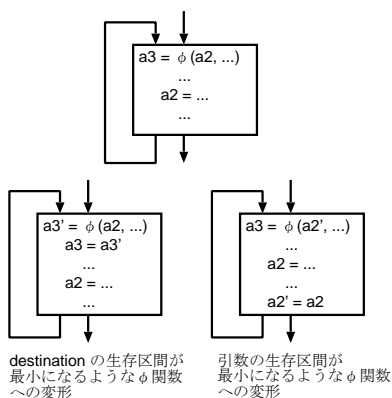 a3 = φ(a2, ...)
...
a2 = ...
...
a3' = φ(a2, ...)
a3 = a3'
...
a2 = ...
...
a3 = φ(a2', ...)
...
a2 = ...
...
a2' = a2
destination の生存区間が
最小になるようなφ関数
への変形
引数の生存区間が
最小になるようなφ関数
への変形